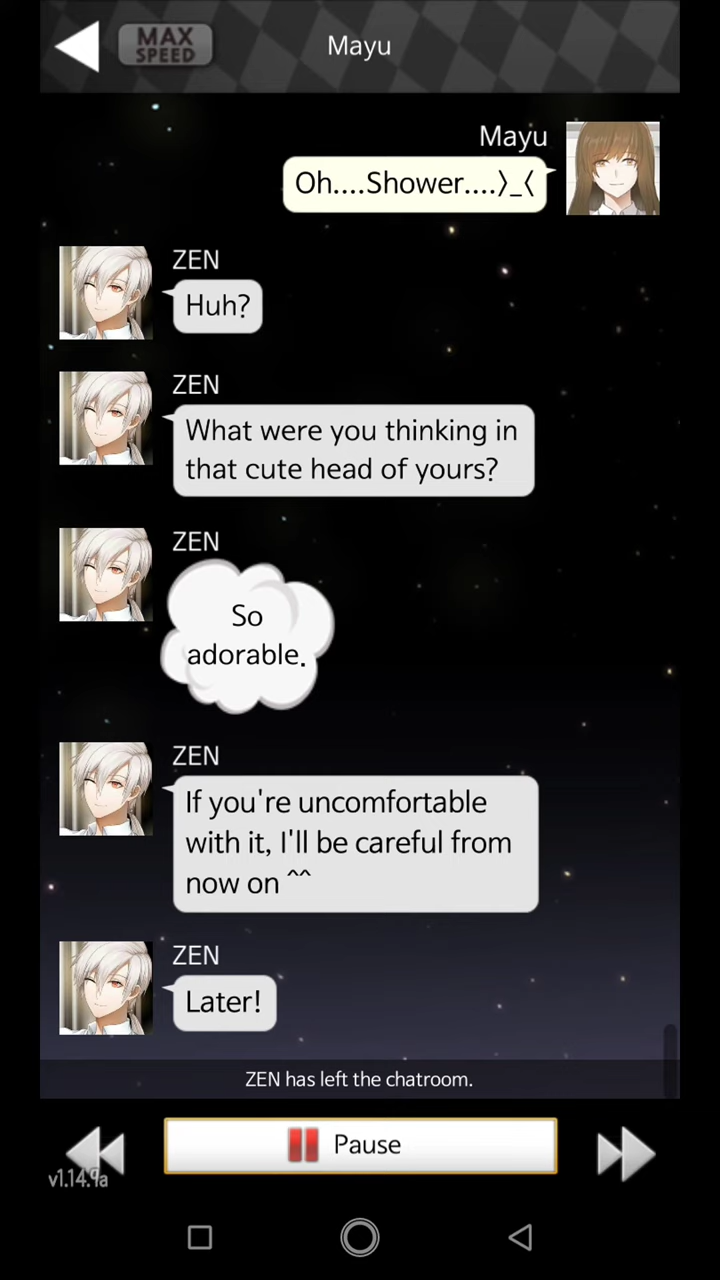 MAX
SPEED
Mayu
Mayu
Oh....Shower....〉_〈
ZEN
Huh?
ZEN
What were you thinking in
that cute head of yours?
ZEN
So
adorable.
ZEN
If you're uncomfortable
with it, I'll be careful from
now on ^^
ZEN
Later!
ZEN has left the chatroom.
Pause
v1.14.9a